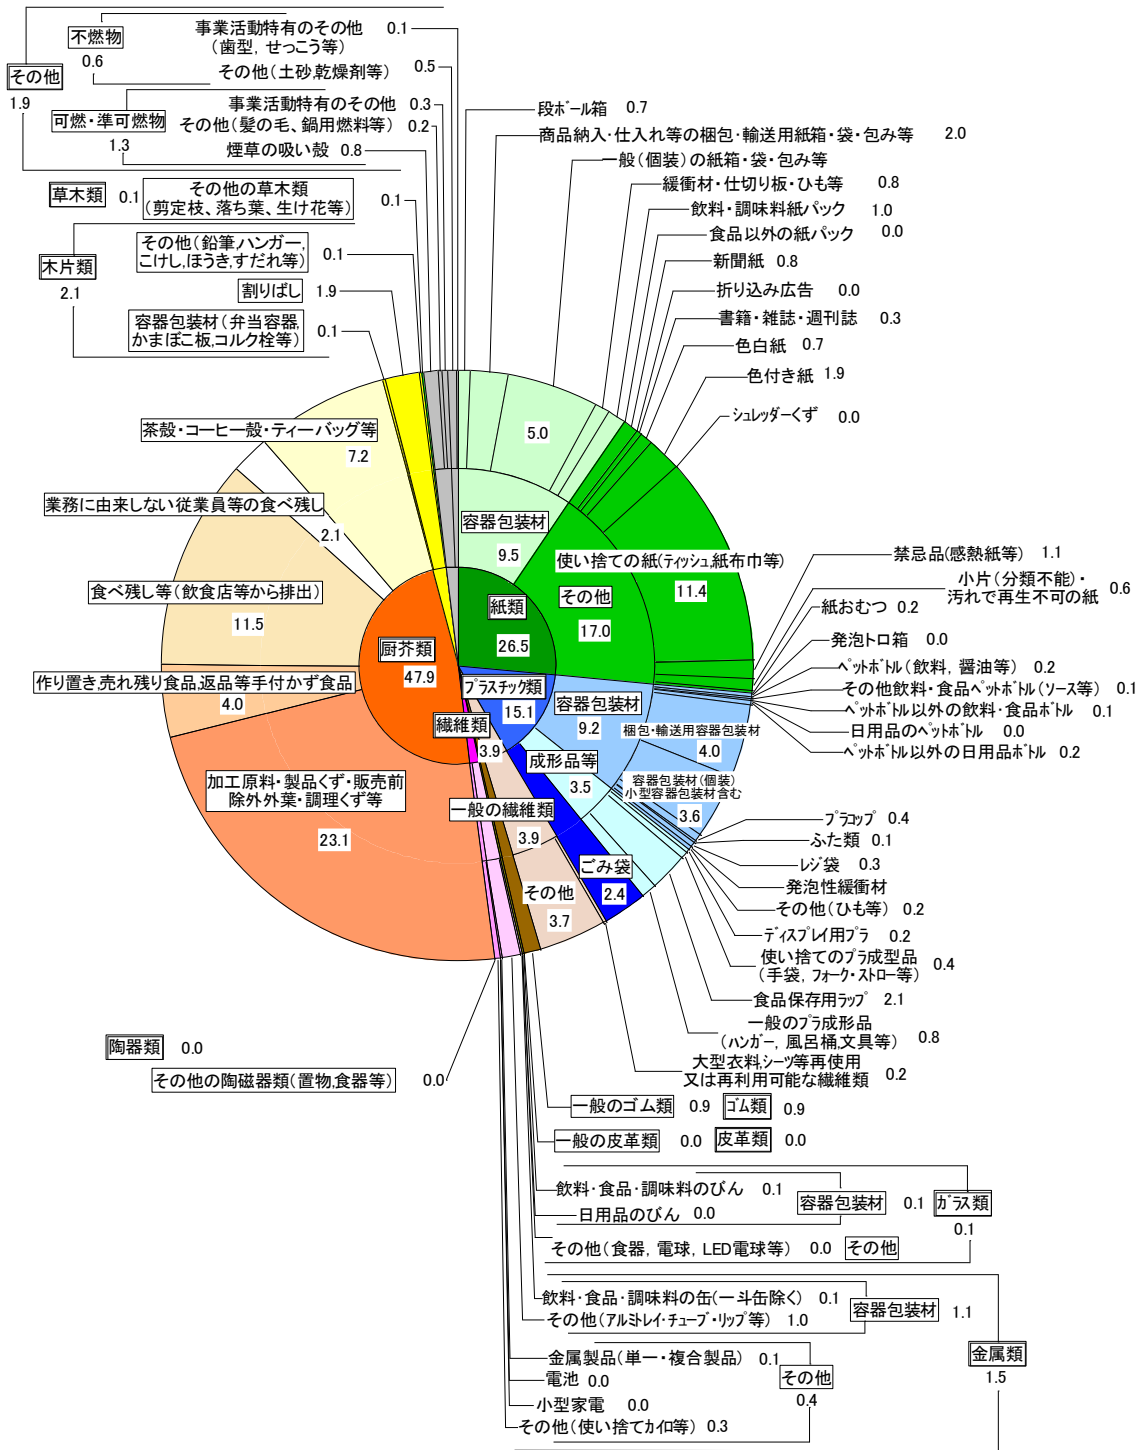 不燃物
0.6
その他
1.9
事業活動特有のその他
(歯型, せっこう等)
0.1
その他(土砂,乾燥剤等) 0.5
可燃・準可燃物
1.3
事業活動特有のその他 0.3
その他(髪の毛、鍋用燃料等) 0.2
煙草の吸い殻 0.8
草木類 0.1
その他の草木類
(剪定枝、落ち葉、生け花等)
0.1
木片類
2.1
その他(鉛筆,ハンガー,
こけし,ほうき,すだれ等)
0.1
割りばし 1.9
容器包装材(弁当容器,
かまぼこ板,コルク栓等)
0.1
段ボール箱 0.7
商品納入・仕入れ等の梱包・輸送用紙箱・袋・包み等 2.0
一般(個装)の紙箱・袋・包み等
5.0
緩衝材・仕切り板・ひも等 0.8
飲料・調味料紙パック 1.0
食品以外の紙パック 0.0
新聞紙 0.8
折り込み広告 0.0
書籍・雑誌・週刊誌 0.3
色白紙 0.7
色付き紙 1.9
シュレッダーくず 0.0
容器包装材
9.5
使い捨ての紙(ティッシュ,紙布巾等)
11.4
その他
17.0
紙類
26.5
禁忌品(感熱紙等) 1.1
小片(分類不能)・
汚れで再生不可の紙
0.6
紙おむつ 0.2
発泡トロ箱 0.0
ペットボトル(飲料, 醤油等) 0.2
その他飲料・食品ペットボトル(ソース等) 0.1
ペットボトル以外の飲料・食品ボトル 0.1
日用品のペットボトル 0.0
ペットボトル以外の日用品ボトル 0.2
茶殻・コーヒー殻・ティーバッグ等
7.2
業務に由来しない従業員等の食べ残し
2.1
食べ残し等(飲食店等から排出)
11.5
作り置き,売れ残り食品,返品等手付かず食品
4.0
加工原料・製品くず・販売前
除外外葉・調理くず等
23.1
厨芥類
47.9
プラスチック類
15.1
容器包装材
9.2
梱包・輸送用容器包装材
4.0
容器包装材(個装)
小型容器包装材含む
3.6
成形品等
3.5
ごみ袋
2.4
繊維類
3.9
一般の繊維類
3.9
その他
3.7
プラコップ 0.4
ふた類 0.1
レジ袋 0.3
発泡性緩衝材
その他(ひも等) 0.2
ディスプレイ用プラ 0.2
使い捨てのプラ成型品
(手袋, フォーク・ストロー等)
0.4
食品保存用ラップ 2.1
一般のプラ成形品
(ハンガー, 風呂桶,文具等)
0.8
大型衣料,シーツ等再使用
又は再利用可能な繊維類
0.2
陶器類 0.0
その他の陶磁器類(置物,食器等) 0.0
一般のゴム類 0.9 ゴム類 0.9
一般の皮革類 0.0 皮革類 0.0
飲料・食品・調味料のびん 0.1
日用品のびん 0.0
容器包装材 0.1
ガラス類
0.1
その他(食器, 電球, LED電球等) 0.0 その他
飲料・食品・調味料の缶(一斗缶除く) 0.1
その他(アルミトレイ・チューブ・リップ等) 1.0
容器包装材 1.1
金属類
1.5
金属製品(単一・複合製品) 0.1
電池 0.0
小型家電 0.0
その他(使い捨てカイロ等) 0.3
その他
0.4